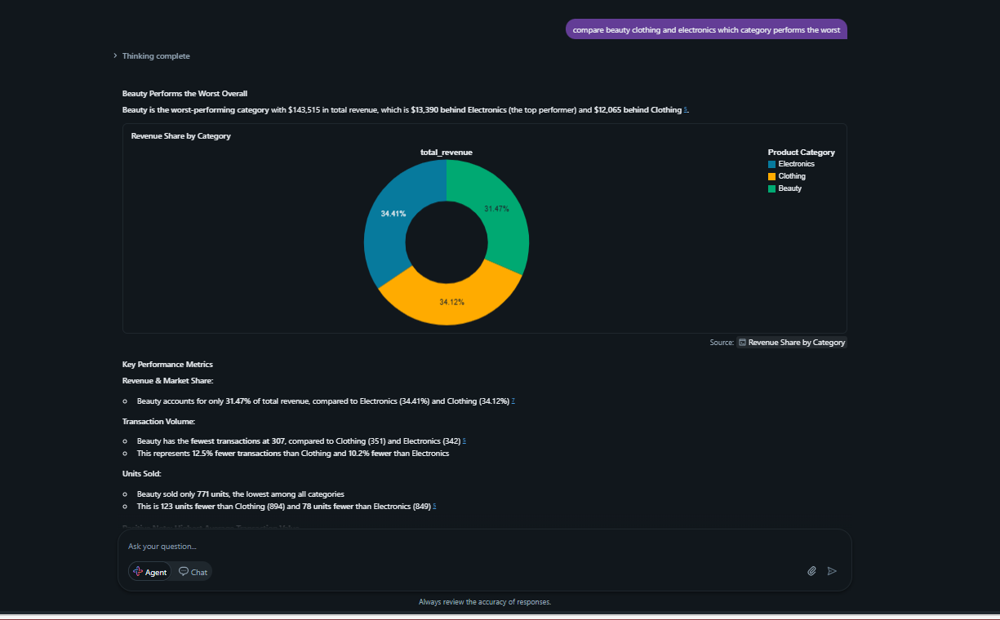 compare beauty clothing and electronics which category performs the worst
Thinking complete
Beauty Performs the Worst Overall
Beauty is the worst-performing category with $143,515 in total revenue, which is $13,390 behind Electronics (the top performer) and $12,065 behind Clothing
Revenue Share by Category
total_revenue
Product Category
Electronics
Clothing
Beauty
34.41%
31.47%
34.12%
Source: Revenue Share by Category
Key Performance Metrics
Revenue & Market Share:
Beauty accounts for only 31.47% of total revenue, compared to Electronics (34.41%) and Clothing (34.12%) 7
Transaction Volume:
Beauty has the fewest transactions at 307, compared to Clothing (351) and Electronics (342) 5
This represents 12.5% fewer transactions than Clothing and 10.2% fewer than Electronics
Units Sold:
Beauty sold only 771 units, the lowest among all categories
This is 123 units fewer than Clothing (894) and 78 units fewer than Electronics (849) 5
Ask your question...
Agent
Chat
Always review the accuracy of responses.